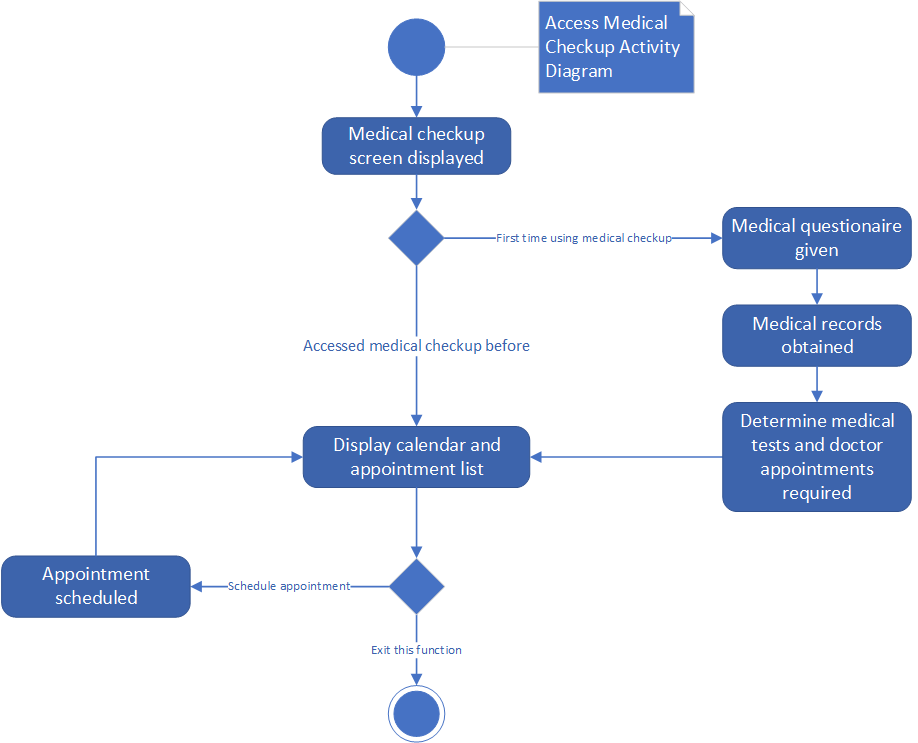 Access Medical
Checkup Activity
Diagram
Medical checkup
screen displayed
First time using medical checkup
Medical questionaire
given
Medical records
obtained
Accessed medical checkup before
Determine medical
tests and doctor
appointments
required
Display calendar and
appointment list
Schedule appointment
Appointment
scheduled
Exit this function